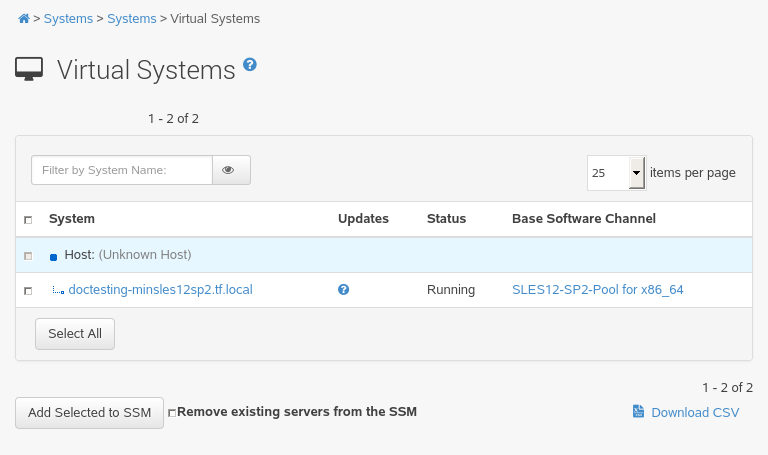 > Systems > Systems > Virtual Systems
Virtual Systems
1 - 2 of 2
Filter by System Name:
25 items per page
System Updates Status Base Software Channel
Host: (Unknown Host)
doctesting-minsles12sp2.tf.local Running SLES12-SP2-Pool for x86_64
Select All
1 - 2 of 2
Add Selected to SSM Remove existing servers from the SSM Download CSV